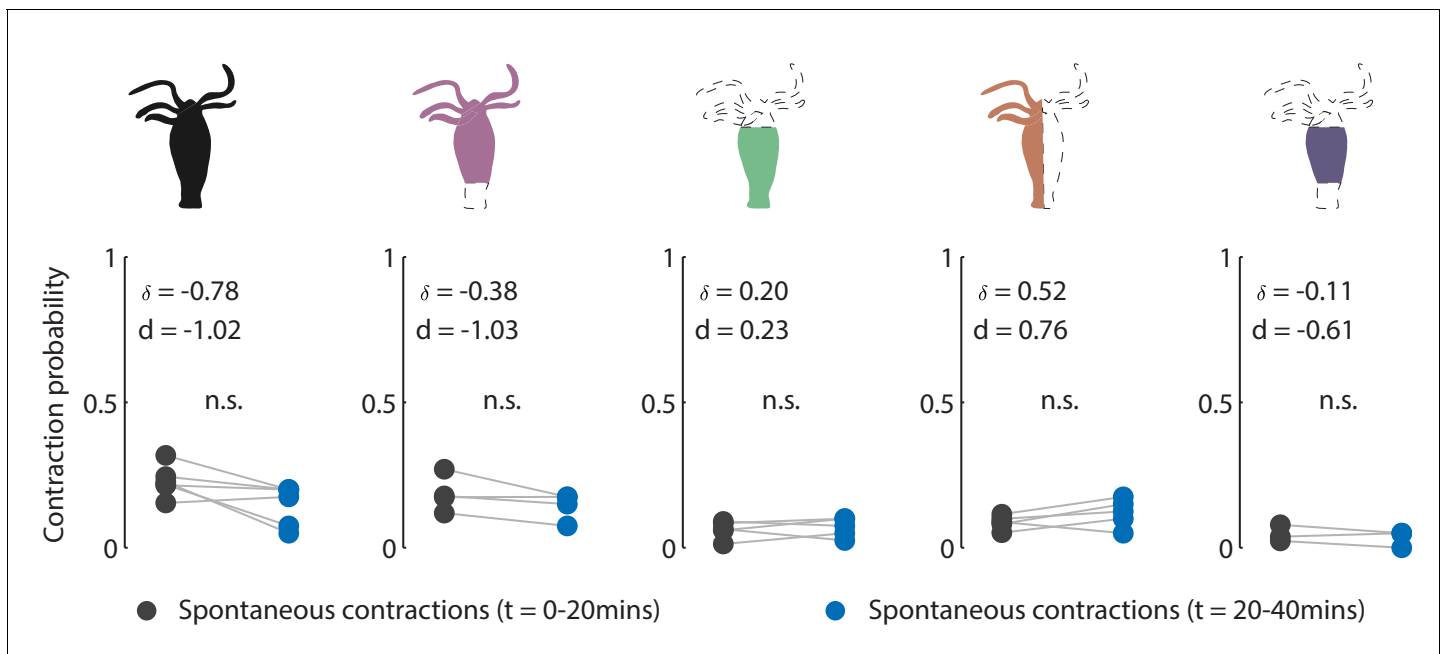 Contraction probability
1
δ = -0.78
d = -1.02
n.s.
0.5
0
1
δ = -0.38
d = -1.03
n.s.
0.5
0
1
δ = 0.20
d = 0.23
n.s.
0.5
0
1
δ = 0.52
d = 0.76
n.s.
0.5
0
1
δ = -0.11
d = -0.61
n.s.
0.5
0
Spontaneous contractions (t = 0-20mins)
Spontaneous contractions (t = 20-40mins)